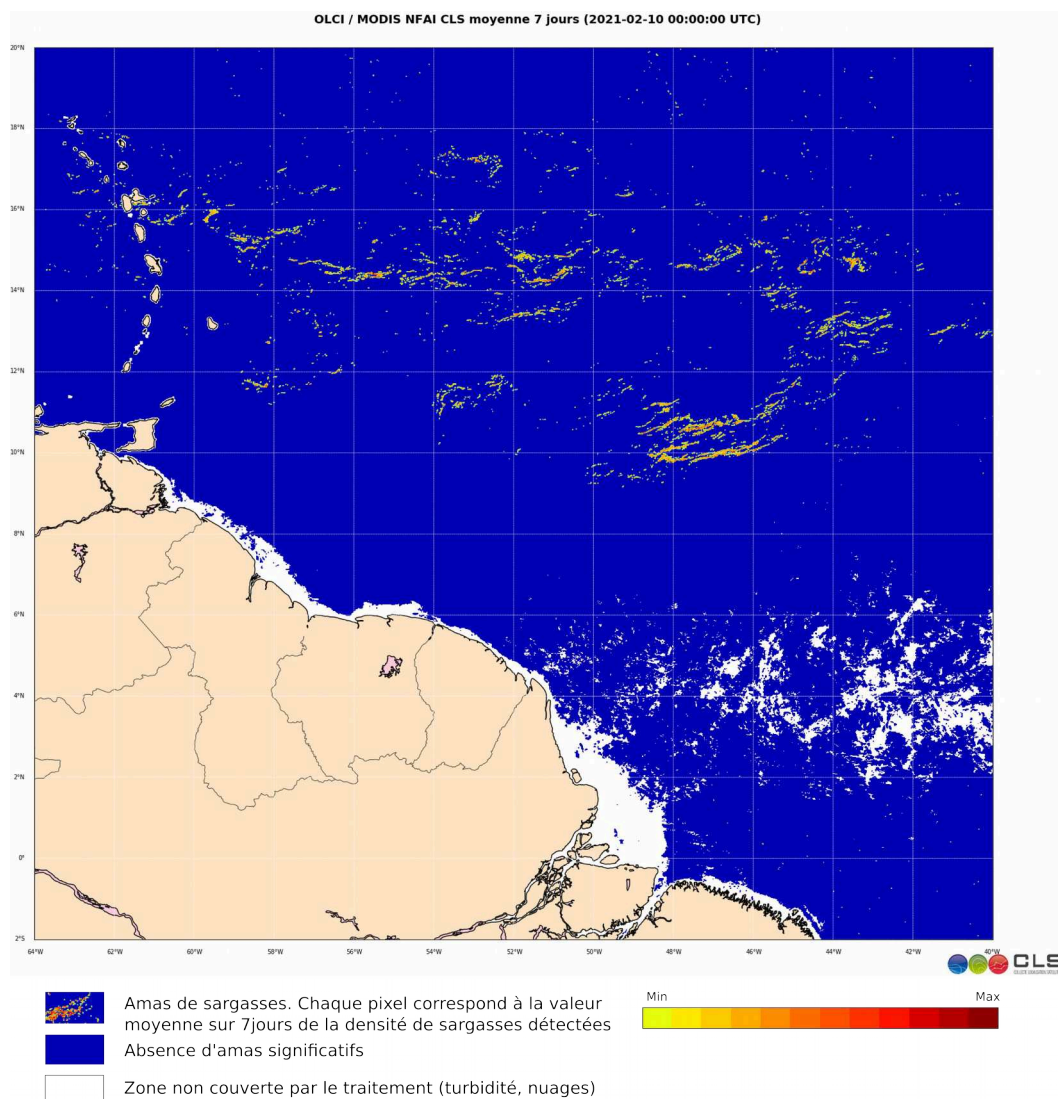 OLCI / MODIS NFAI CLS moyenne 7 jours (2021-02-10 00:00:00 UTC)
20°N
18°N
16°N
14°N
12°N
10°N
8°N
6°N
4°N
2°N
0°
2°S
64°W 62°W 60°W 58°W 56°W 54°W 52°W 50°W 48°W 46°W 44°W 42°W 40°W
CLS
Amas de sargasses. Chaque pixel correspond à la valeur
moyenne sur 7jours de la densité de sargasses détectées
Min Max
Absence d'amas significatifs
Zone non couverte par le traitement (turbidité, nuages)